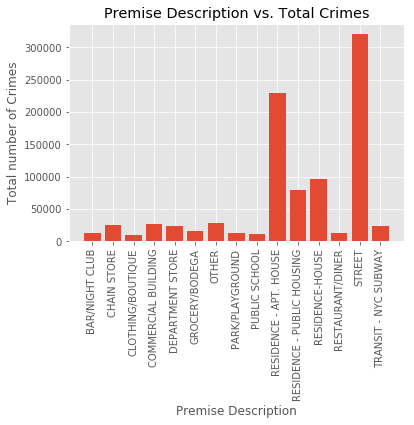 Premise Description vs. Total Crimes
Total number of Crimes
300000
250000
200000
150000
100000
50000
0
BAR/NIGHT CLUB
CHAIN STORE
CLOTHING/BOUTIQUE
COMMERCIAL BUILDING
DEPARTMENT STORE
GROCERY/BODEGA
OTHER
PARK/PLAYGROUND
PUBLIC SCHOOL
RESIDENCE - APT. HOUSE
RESIDENCE - PUBLIC HOUSING
RESIDENCE-HOUSE
RESTAURANT/DINER
STREET
TRANSIT - NYC SUBWAY
Premise Description